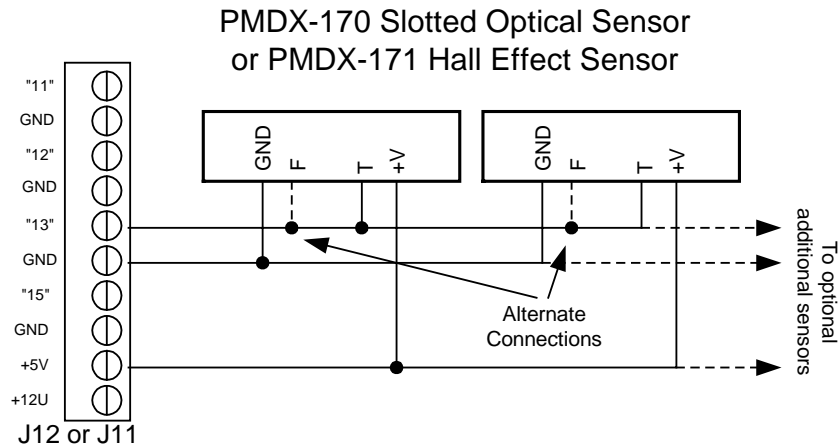 PMDX-170 Slotted Optical Sensor
or PMDX-171 Hall Effect Sensor
"11"
GND
"12"
GND
"13"
GND
"15"
GND
+5V
+12U
J12 or J11
GND
F
T
+V
GND
F
T
+V
Alternate
Connections
To optional
additional sensors